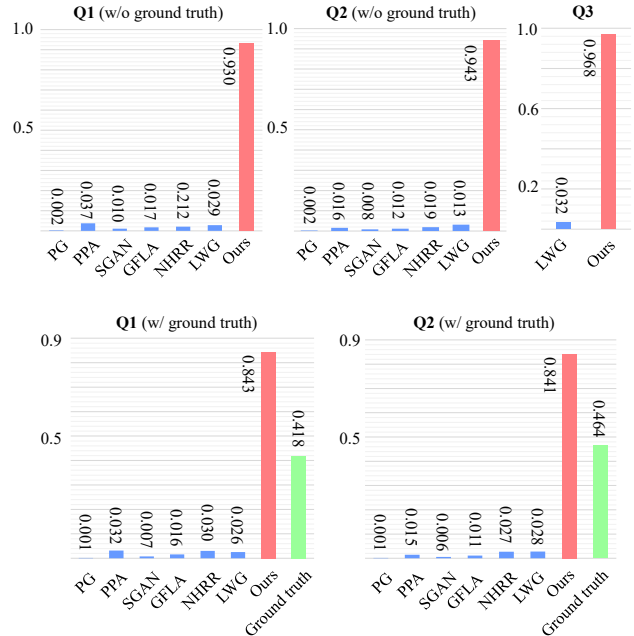 Q1 (w/o ground truth)
1.0
0.5
0.002
0.037
0.010
0.017
0.212
0.029
0.930
PG
PPA
SGAN
GFLA
NHRR
LWG
Ours
Q2 (w/o ground truth)
1.0
0.5
0.002
0.016
0.008
0.012
0.019
0.013
0.943
PG
PPA
SGAN
GFLA
NHRR
LWG
Ours
Q3
1.0
0.6
0.2
0.032
0.968
LWG
Ours
Q1 (w/ ground truth)
0.9
0.5
0.001
0.032
0.007
0.016
0.030
0.026
0.843
0.418
PG
PPA
SGAN
GFLA
NHRR
LWG
Ours
Ground truth
Q2 (w/ ground truth)
0.9
0.5
0.001
0.015
0.006
0.011
0.027
0.028
0.841
0.464
PG
PPA
SGAN
GFLA
NHRR
LWG
Ours
Ground truth